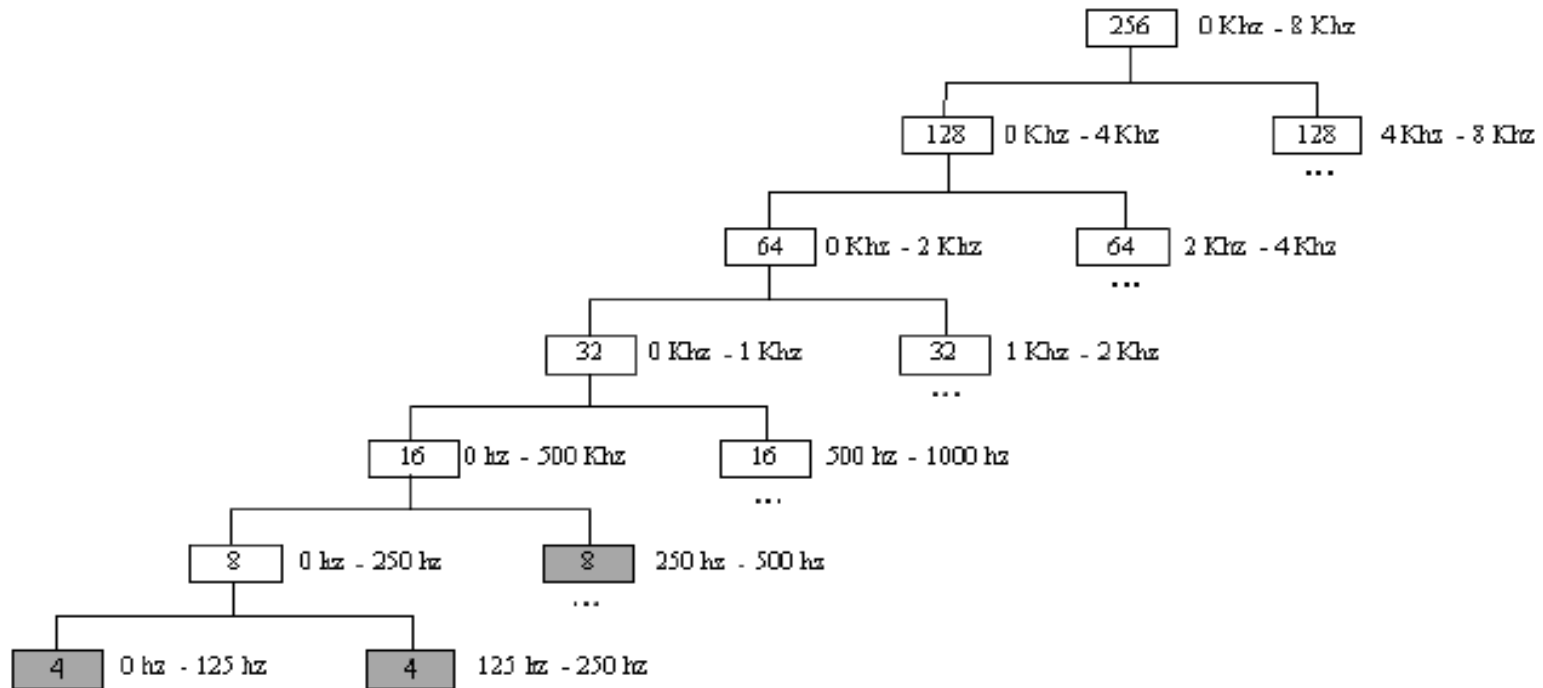 256 0 Khz - 8 Khz
128 0 Khz - 4 Khz 128 4 Khz - 8 Khz
...
64 0 Khz - 2 Khz 64 2 Khz - 4 Khz
...
32 0 Khz - 1 Khz 32 1 Khz - 2 Khz
...
16 0 hz - 500 Khz 16 500 hz - 1000 hz
...
8 0 hz - 250 hz 8 250 hz - 500 hz
...
4 0 hz - 125 hz 4 125 hz - 250 hz